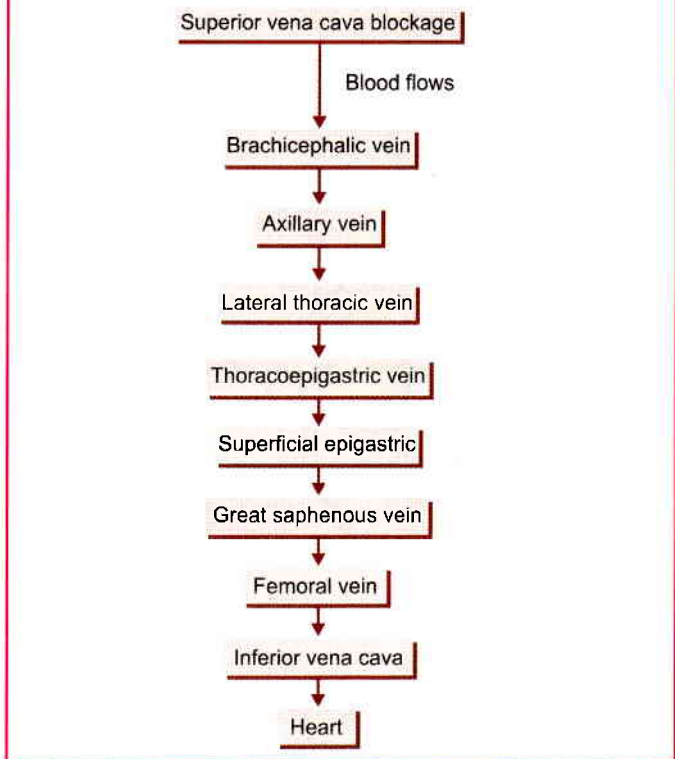 Superior vena cava blockage
Blood flows
Brachicephalic vein
Axillary vein
Lateral thoracic vein
Thoracoepigastric vein
Superficial epigastric
Great saphenous vein
Femoral vein
Inferior vena cava
Heart